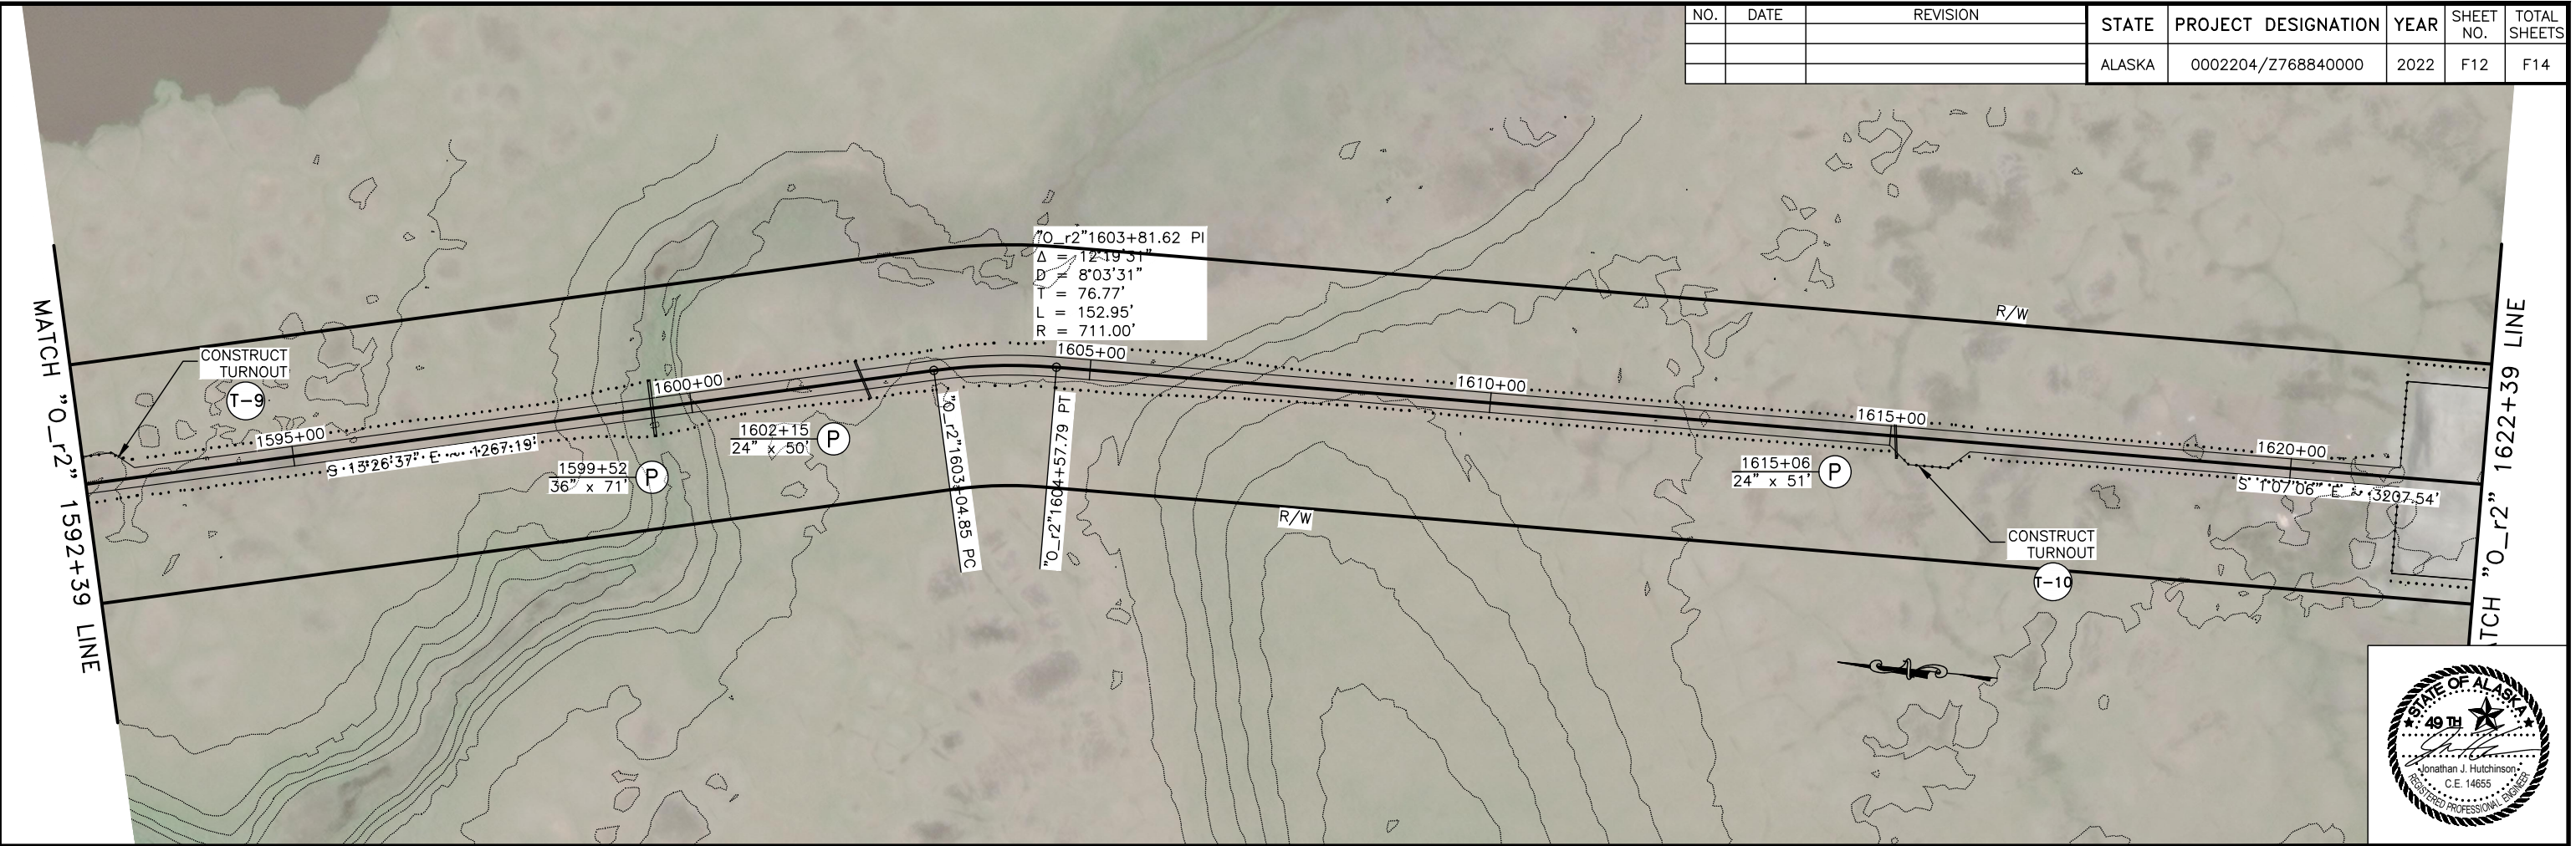 NO. DATE REVISION
STATE PROJECT DESIGNATION YEAR SHEET NO. TOTAL SHEETS
ALASKA 0002204/Z768840000 2022 F12 F14
"O_r2"1603+81.62 PI
Δ = 12°19'31"
D = 8°03'31"
T = 76.77'
L = 152.95'
R = 711.00'
MATCH "O_r2" 1592+39 LINE
CONSTRUCT
TURNOUT
T-9
1595+00
S 13°26'37" E ~ 1267.19'
1600+00
1599+52
36" x 71'
P
1602+15
24" x 50'
P
"O_r2"1603+04.85 PC
"O_r2"1604+57.79 PT
1605+00
1610+00
1615+00
1615+06
24" x 51'
P
R/W
R/W
CONSTRUCT
TURNOUT
T-10
1620+00
S 1°07'06" E ~ 3207.54'
ATCH "O_r2" 1622+39 LINE
STATE OF ALASKA
49 TH
Jonathan J. Hutchinson
C.E. 14655
REGISTERED PROFESSIONAL ENGINEER